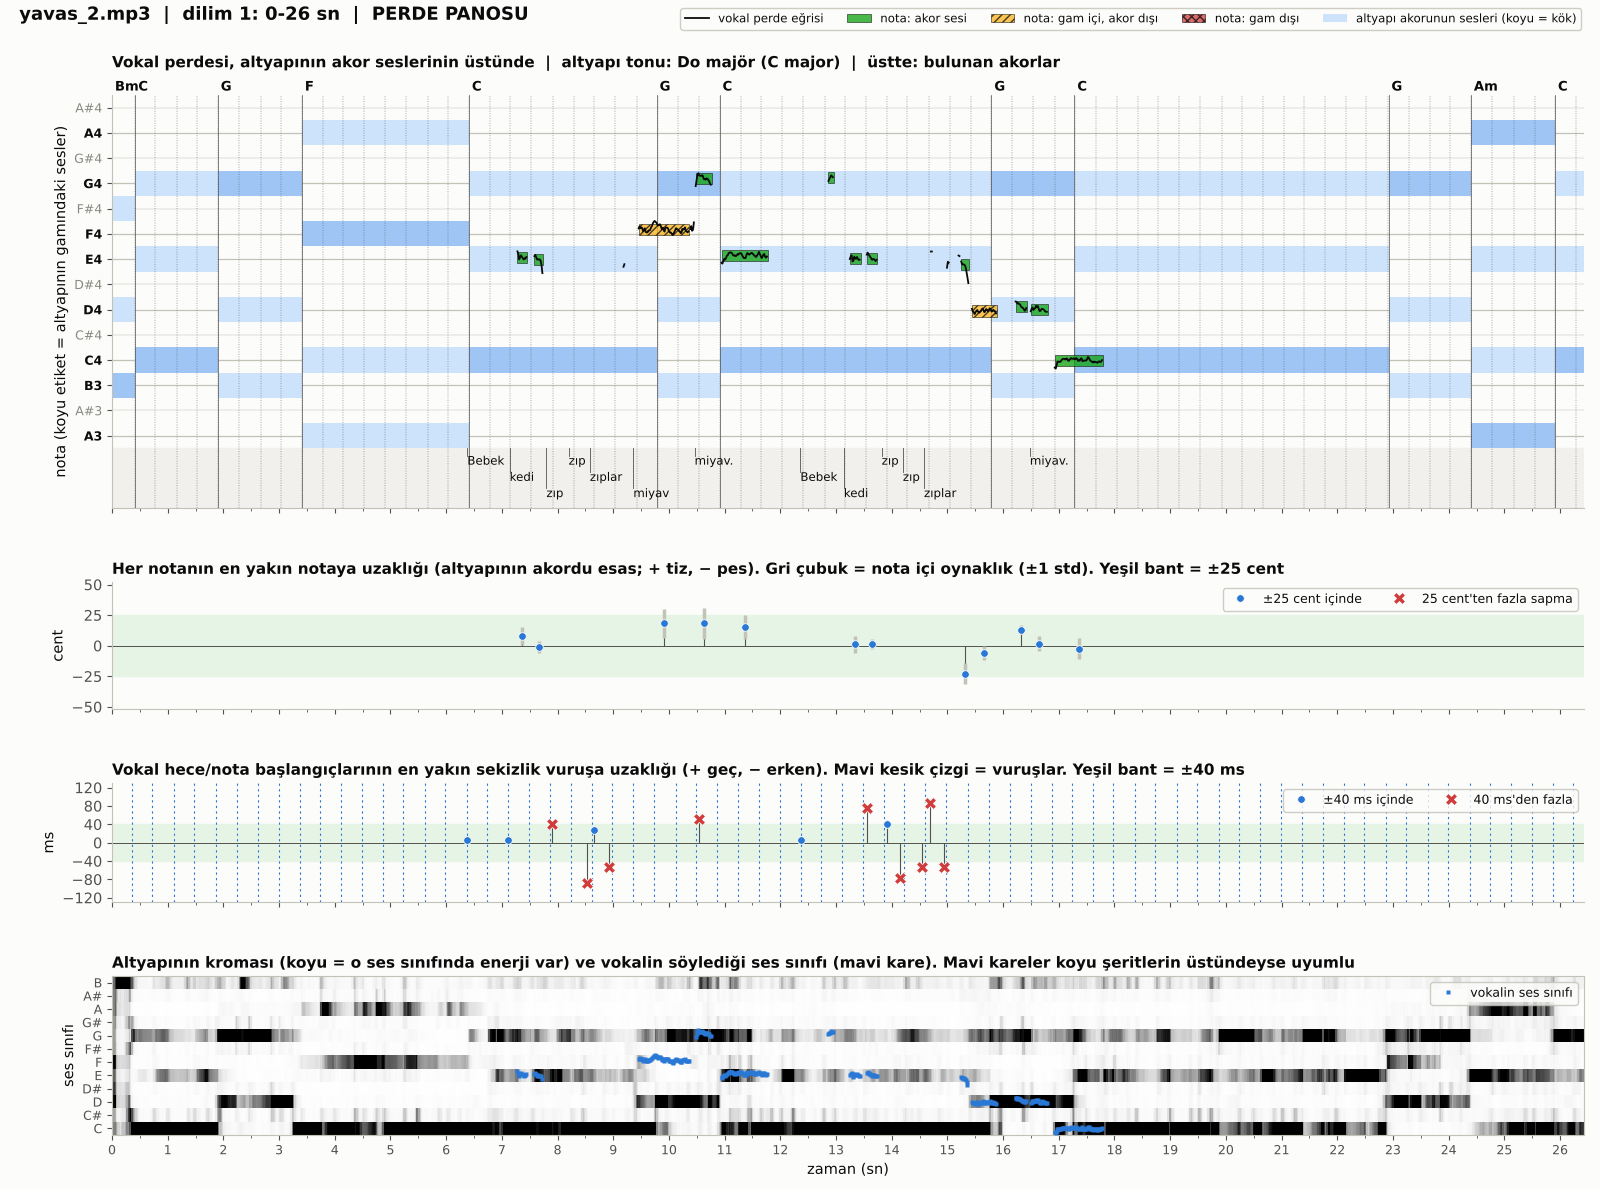 yavas_2.mp3 | dilim 1: 0-26 sn | PERDE PANOSU
vokal perde eğrisi
nota: akor sesi
nota: gam içi, akor dışı
nota: gam dışı
altyapı akorunun sesleri (koyu = kök)
Vokal perdesi, altyapının akor seslerinin üstünde | altyapı tonu: Do majör (C major) | üstte: bulunan akorlar
Bm C G F C G C G C G Am C
nota (koyu etiket = altyapının gamındaki sesler)
A#4
A4
G#4
G4
F#4
F4
E4
D#4
D4
C#4
C4
B3
A#3
A3
Bebek zıp miyav. Bebek zıp miyav.
kedi zıplar kedi zıp
zıp miyav zıplar
Her notanın en yakın notaya uzaklığı (altyapının akordu esas; + tiz, − pes). Gri çubuk = nota içi oynaklık (±1 std). Yeşil bant = ±25 cent
cent
50
25
0
−25
−50
±25 cent içinde
25 cent'ten fazla sapma
Vokal hece/nota başlangıçlarının en yakın sekizlik vuruşa uzaklığı (+ geç, − erken). Mavi kesik çizgi = vuruşlar. Yeşil bant = ±40 ms
ms
120
80
40
0
−40
−80
−120
±40 ms içinde
40 ms'den fazla
Altyapının kroması (koyu = o ses sınıfında enerji var) ve vokalin söylediği ses sınıfı (mavi kare). Mavi kareler koyu şeritlerin üstündeyse uyumlu
ses sınıfı
B
A#
A
G#
G
F#
F
E
D#
D
C#
C
vokalin ses sınıfı
0 1 2 3 4 5 6 7 8 9 10 11 12 13 14 15 16 17 18 19 20 21 22 23 24 25 26
zaman (sn)